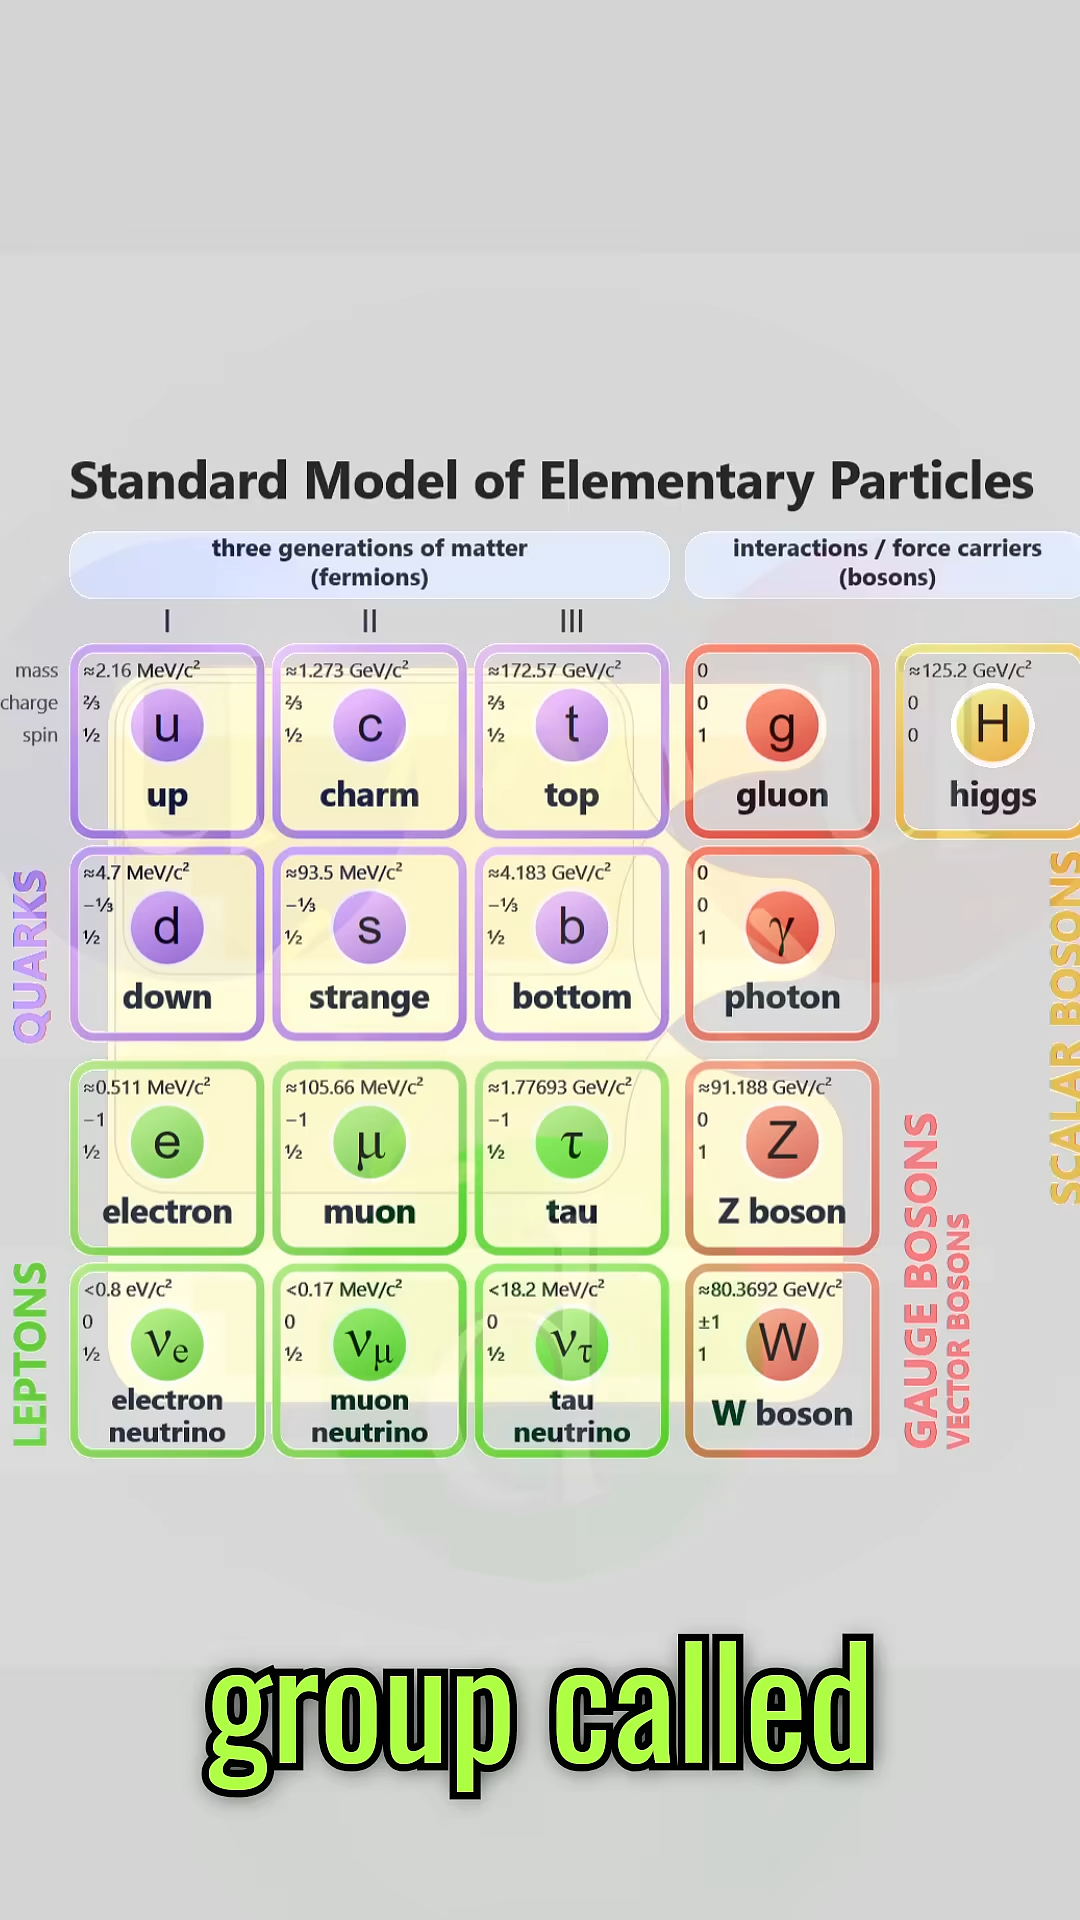 Standard Model of Elementary Particles
three generations of matter
(fermions)
interactions / force carriers
(bosons)
I
II
III
mass
charge
spin
≈2.16 MeV/c²
⅔
½
u
up
≈1.273 GeV/c²
⅔
½
c
charm
≈172.57 GeV/c²
⅔
½
t
top
0
0
1
g
gluon
≈125.2 GeV/c²
0
0
H
higgs
QUARKS
≈4.7 MeV/c²
−⅓
½
d
down
≈93.5 MeV/c²
−⅓
½
s
strange
≈4.183 GeV/c²
−⅓
½
b
bottom
0
0
1
γ
photon
SCALAR BOSONS
≈0.511 MeV/c²
−1
½
e
electron
≈105.66 MeV/c²
−1
½
μ
muon
≈1.77693 GeV/c²
−1
½
τ
tau
≈91.188 GeV/c²
0
1
Z
Z boson
LEPTONS
<0.8 eV/c²
0
½
νe
electron
neutrino
<0.17 MeV/c²
0
½
νμ
muon
neutrino
<18.2 MeV/c²
0
½
ντ
tau
neutrino
≈80.3692 GeV/c²
±1
1
W
W boson
GAUGE BOSONS
VECTOR BOSONS
group called